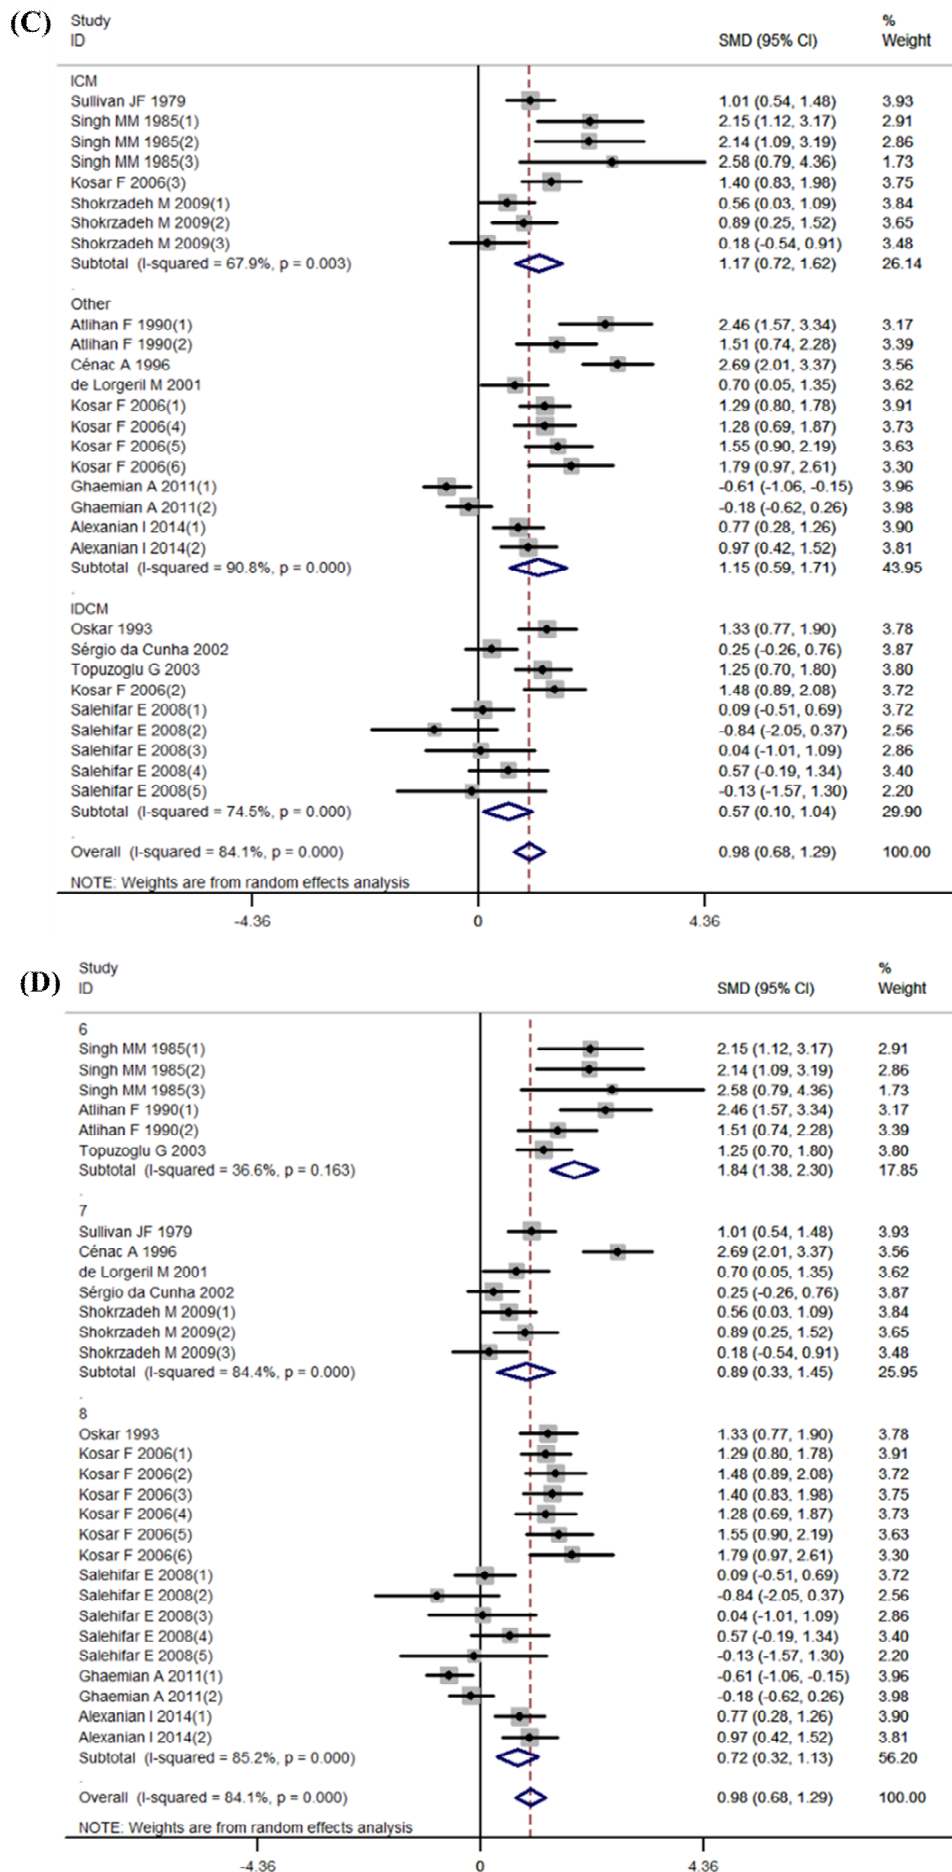 (C)
Study % 
ID SMD (95% CI) Weight
ICM
Sullivan JF 1979 1.01 (0.54, 1.48) 3.93
Singh MM 1985(1) 2.15 (1.12, 3.17) 2.91
Singh MM 1985(2) 2.14 (1.09, 3.19) 2.86
Singh MM 1985(3) 2.58 (0.79, 4.36) 1.73
Kosar F 2006(3) 1.40 (0.83, 1.98) 3.75
Shokrzadeh M 2009(1) 0.56 (0.03, 1.09) 3.84
Shokrzadeh M 2009(2) 0.89 (0.25, 1.52) 3.65
Shokrzadeh M 2009(3) 0.18 (-0.54, 0.91) 3.48
Subtotal (I-squared = 67.9%, p = 0.003) 1.17 (0.72, 1.62) 26.14
.
Other
Atlihan F 1990(1) 2.46 (1.57, 3.34) 3.17
Atlihan F 1990(2) 1.51 (0.74, 2.28) 3.39
Cénac A 1996 2.69 (2.01, 3.37) 3.56
de Lorgeril M 2001 0.70 (0.05, 1.35) 3.62
Kosar F 2006(1) 1.29 (0.80, 1.78) 3.91
Kosar F 2006(4) 1.28 (0.69, 1.87) 3.73
Kosar F 2006(5) 1.55 (0.90, 2.19) 3.63
Kosar F 2006(6) 1.79 (0.97, 2.61) 3.30
Ghaemian A 2011(1) -0.61 (-1.06, -0.15) 3.96
Ghaemian A 2011(2) -0.18 (-0.62, 0.26) 3.98
Alexanian I 2014(1) 0.77 (0.28, 1.26) 3.90
Alexanian I 2014(2) 0.97 (0.42, 1.52) 3.81
Subtotal (I-squared = 90.8%, p = 0.000) 1.15 (0.59, 1.71) 43.95
.
IDCM
Oskar 1993 1.33 (0.77, 1.90) 3.78
Sérgio da Cunha 2002 0.25 (-0.26, 0.76) 3.87
Topuzoglu G 2003 1.25 (0.70, 1.80) 3.80
Kosar F 2006(2) 1.48 (0.89, 2.08) 3.72
Salehifar E 2008(1) 0.09 (-0.51, 0.69) 3.72
Salehifar E 2008(2) -0.84 (-2.05, 0.37) 2.56
Salehifar E 2008(3) 0.04 (-1.01, 1.09) 2.86
Salehifar E 2008(4) 0.57 (-0.19, 1.34) 3.40
Salehifar E 2008(5) -0.13 (-1.57, 1.30) 2.20
Subtotal (I-squared = 74.5%, p = 0.000) 0.57 (0.10, 1.04) 29.90
.
Overall (I-squared = 84.1%, p = 0.000) 0.98 (0.68, 1.29) 100.00
NOTE: Weights are from random effects analysis
-4.36 0 4.36
(D)
Study %
ID SMD (95% CI) Weight
6
Singh MM 1985(1) 2.15 (1.12, 3.17) 2.91
Singh MM 1985(2) 2.14 (1.09, 3.19) 2.86
Singh MM 1985(3) 2.58 (0.79, 4.36) 1.73
Atlihan F 1990(1) 2.46 (1.57, 3.34) 3.17
Atlihan F 1990(2) 1.51 (0.74, 2.28) 3.39
Topuzoglu G 2003 1.25 (0.70, 1.80) 3.80
Subtotal (I-squared = 36.6%, p = 0.163) 1.84 (1.38, 2.30) 17.85
.
7
Sullivan JF 1979 1.01 (0.54, 1.48) 3.93
Cénac A 1996 2.69 (2.01, 3.37) 3.56
de Lorgeril M 2001 0.70 (0.05, 1.35) 3.62
Sérgio da Cunha 2002 0.25 (-0.26, 0.76) 3.87
Shokrzadeh M 2009(1) 0.56 (0.03, 1.09) 3.84
Shokrzadeh M 2009(2) 0.89 (0.25, 1.52) 3.65
Shokrzadeh M 2009(3) 0.18 (-0.54, 0.91) 3.48
Subtotal (I-squared = 84.4%, p = 0.000) 0.89 (0.33, 1.45) 25.95
.
8
Oskar 1993 1.33 (0.77, 1.90) 3.78
Kosar F 2006(1) 1.29 (0.80, 1.78) 3.91
Kosar F 2006(2) 1.48 (0.89, 2.08) 3.72
Kosar F 2006(3) 1.40 (0.83, 1.98) 3.75
Kosar F 2006(4) 1.28 (0.69, 1.87) 3.73
Kosar F 2006(5) 1.55 (0.90, 2.19) 3.63
Kosar F 2006(6) 1.79 (0.97, 2.61) 3.30
Salehifar E 2008(1) 0.09 (-0.51, 0.69) 3.72
Salehifar E 2008(2) -0.84 (-2.05, 0.37) 2.56
Salehifar E 2008(3) 0.04 (-1.01, 1.09) 2.86
Salehifar E 2008(4) 0.57 (-0.19, 1.34) 3.40
Salehifar E 2008(5) -0.13 (-1.57, 1.30) 2.20
Ghaemian A 2011(1) -0.61 (-1.06, -0.15) 3.96
Ghaemian A 2011(2) -0.18 (-0.62, 0.26) 3.98
Alexanian I 2014(1) 0.77 (0.28, 1.26) 3.90
Alexanian I 2014(2) 0.97 (0.42, 1.52) 3.81
Subtotal (I-squared = 85.2%, p = 0.000) 0.72 (0.32, 1.13) 56.20
.
Overall (I-squared = 84.1%, p = 0.000) 0.98 (0.68, 1.29) 100.00
NOTE: Weights are from random effects analysis
-4.36 0 4.36